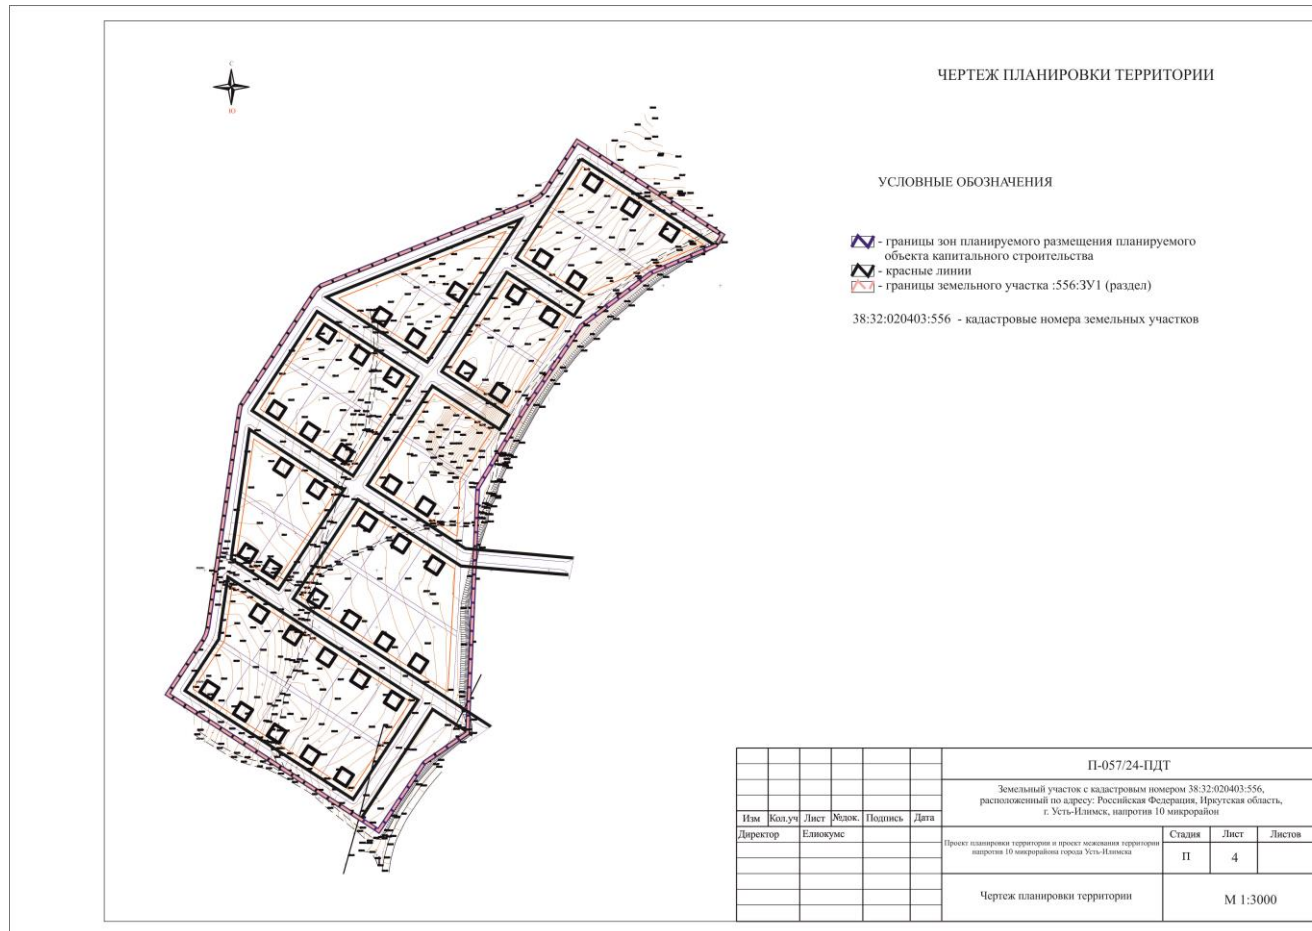 С
Ю
ЧЕРТЕЖ ПЛАНИРОВКИ ТЕРРИТОРИИ
УСЛОВНЫЕ ОБОЗНАЧЕНИЯ
- границы зон планируемого размещения планируемого
объекта капитального строительства
- красные линии
- границы земельного участка :556:ЗУ1 (раздел)
38:32:020403:556 - кадастровые номера земельных участков
П-057/24-ПДТ
Земельный участок с кадастровым номером 38:32:020403:556,
расположенный по адресу: Российская Федерация, Иркутская область,
г. Усть-Илимск, напротив 10 микрорайон
Изм Кол.уч Лист №док. Подпись Дата
Директор Елиокумс
Проект планировки территории и проект межевания территории
напротив 10 микрорайона города Усть-Илимска
Стадия Лист Листов
П 4
Чертеж планировки территории
М 1:3000